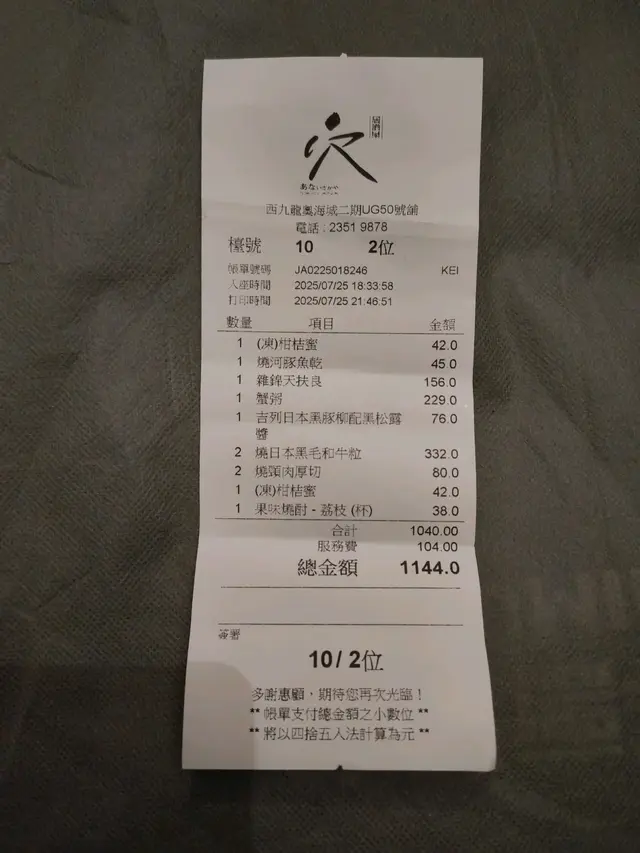 穴
居酒屋
あないざかや
西九龍奧海城二期UG50號舖
電話 : 2351 9878
檯號 10 2位
帳單號碼 JA0225018246 KEI
入座時間 2025/07/25 18:33:58
打印時間 2025/07/25 21:46:51
數量 項目 金額
1 (凍)柑桔蜜 42.0
1 燒河豚魚乾 45.0
1 雜錦天扶良 156.0
1 蟹粥 229.0
1 吉列日本黑豚柳配黑松露 76.0
醬
2 燒日本黑毛和牛粒 332.0
2 燒頸肉厚切 80.0
1 (凍)柑桔蜜 42.0
1 果味燒酎 - 荔枝 (杯) 38.0
合計 1040.00
服務費 104.00
總金額 1144.0
簽署
10 / 2位
多謝惠顧，期待您再次光臨！
** 帳單支付總金額之小數位 **
** 將以四捨五入法計算為元 **